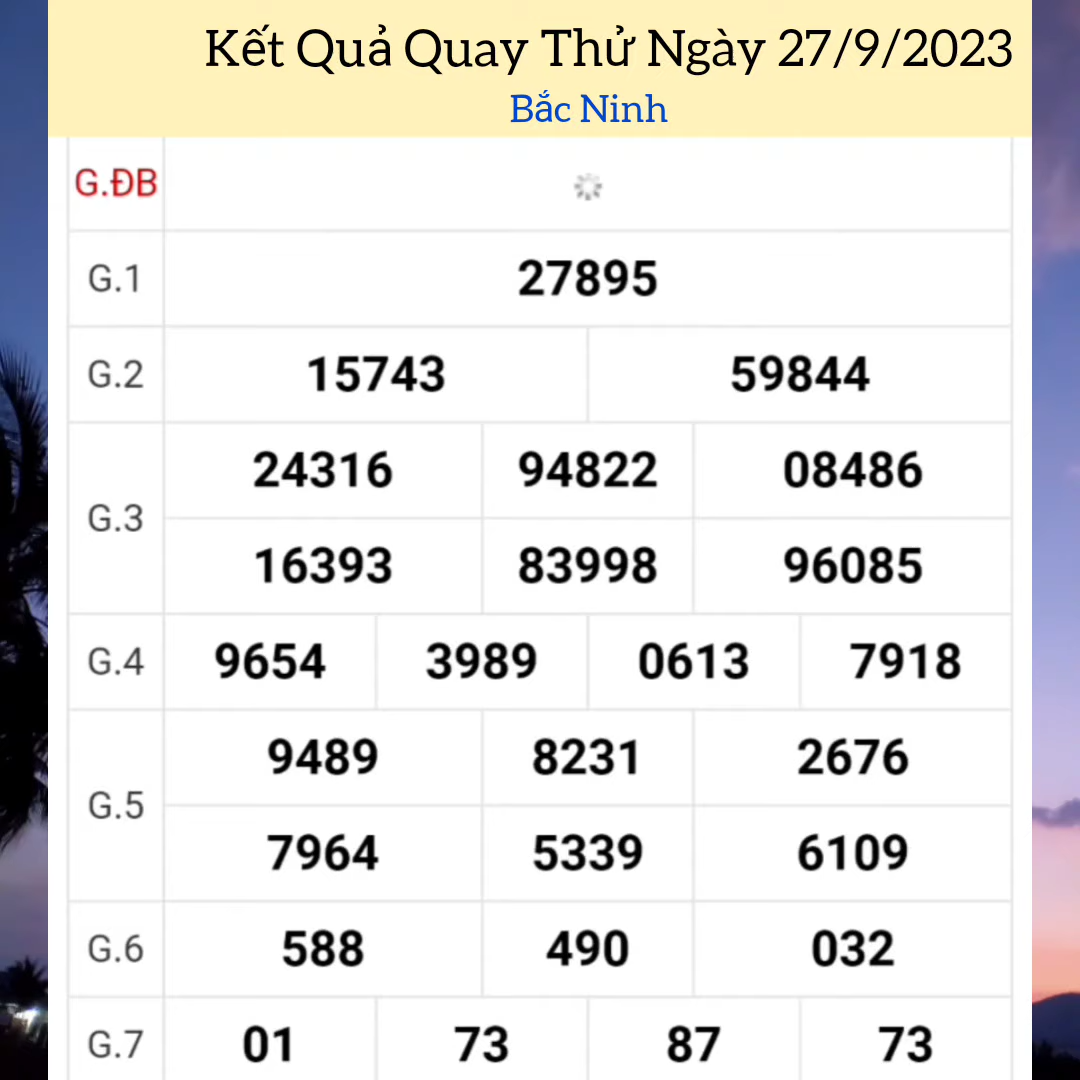 Kết Quả Quay Thử Ngày 27/9/2023
Bắc Ninh
G.ĐB
G.1 27895
G.2 15743 59844
G.3
24316 94822 08486
16393 83998 96085
G.4 9654 3989 0613 7918
G.5
9489 8231 2676
7964 5339 6109
G.6 588 490 032
G.7 01 73 87 73